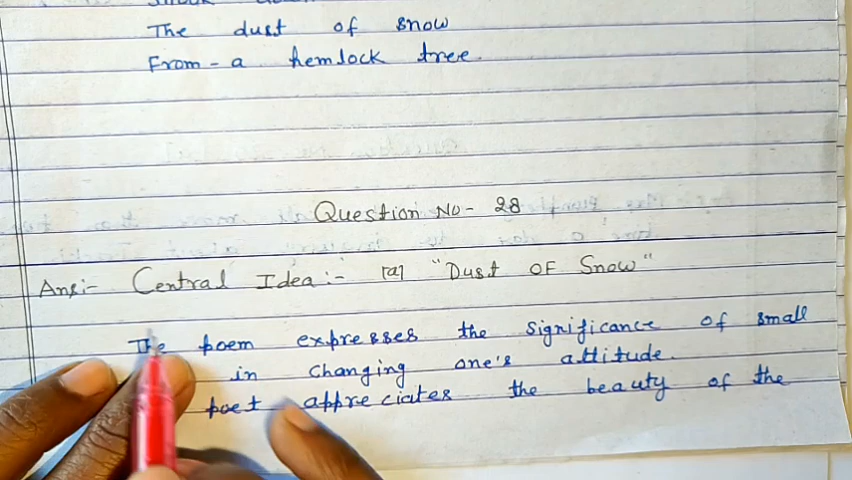 The dust of snow
From - a hemlock tree.
Question No - 28
Ans:- Central Idea:- [a] "Dust OF Snow"
The poem expresses the significance of small
in changing one's attitude.
poet appreciates the beauty of the